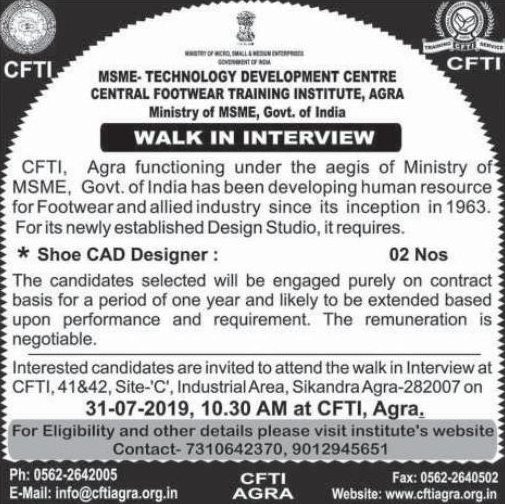 MINISTRY OF MICRO, SMALL & MEDIUM ENTERPRISES
GOVERNMENT OF INDIA
CFTI
TRAINING CFTI SERVICE
CFTI
MSME- TECHNOLOGY DEVELOPMENT CENTRE
CENTRAL FOOTWEAR TRAINING INSTITUTE, AGRA
Ministry of MSME, Govt. of India
WALK IN INTERVIEW
CFTI, Agra functioning under the aegis of Ministry of
MSME, Govt. of India has been developing human resource
for Footwear and allied industry since its inception in 1963.
For its newly established Design Studio, it requires.
* Shoe CAD Designer : 02 Nos
The candidates selected will be engaged purely on contract
basis for a period of one year and likely to be extended based
upon performance and requirement. The remuneration is
negotiable.
Interested candidates are invited to attend the walk in Interview at
CFTI, 41&42, Site-'C', Industrial Area, Sikandra Agra-282007 on
31-07-2019, 10.30 AM at CFTI, Agra.
For Eligibility and other details please visit institute's website
Contact- 7310642370, 9012945651
Ph: 0562-2642005
E-Mail: info@cftiagra.org.in
CFTI
AGRA
Fax: 0562-2640502
Website: www.cftiagra.org.in